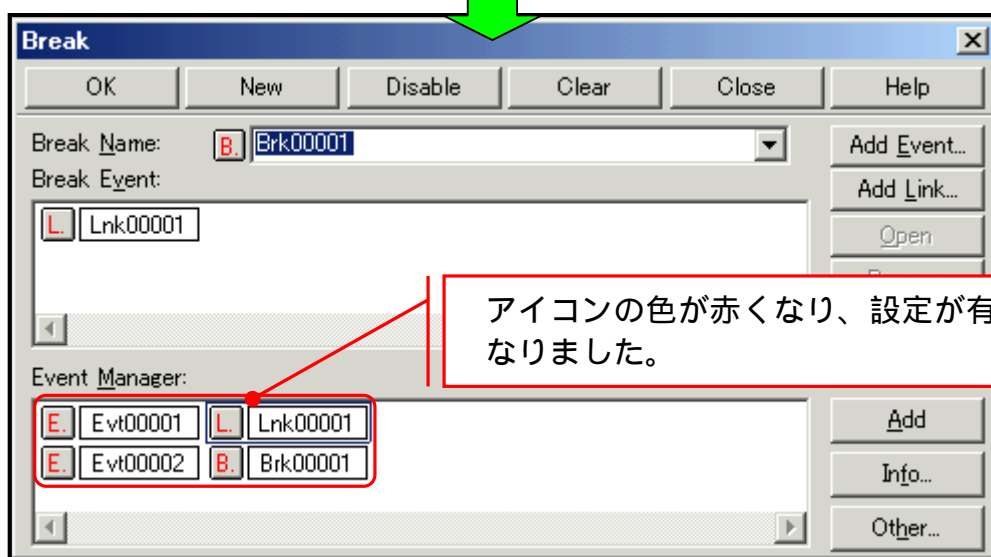 Break
OK New Disable Clear Close Help
Break Name: B. Brk00001 Add Event...
Break Event: Add Link...
L. Lnk00001
Open
アイコンの色が赤くなり、設定が有
なりました。
Event Manager:
E. Evt00001 L. Lnk00001 Add
E. Evt00002 B. Brk00001
Info...
Other...